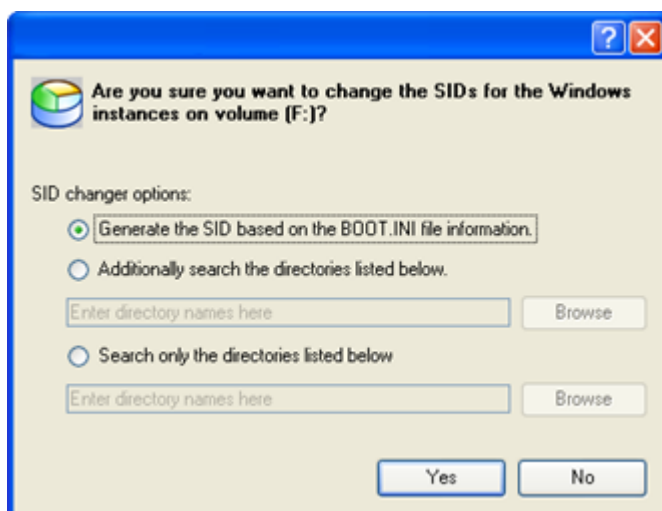 Are you sure you want to change the SIDs for the Windows
instances on volume (F:)?
SID changer options:
Generate the SID based on the BOOT.INI file information.
Additionally search the directories listed below.
Enter directory names here
Browse
Search only the directories listed below
Enter directory names here
Browse
Yes
No